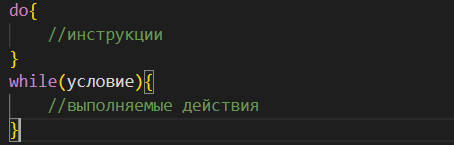 do{
    //инструкции
}
while(условие){
    //выполняемые действия
}